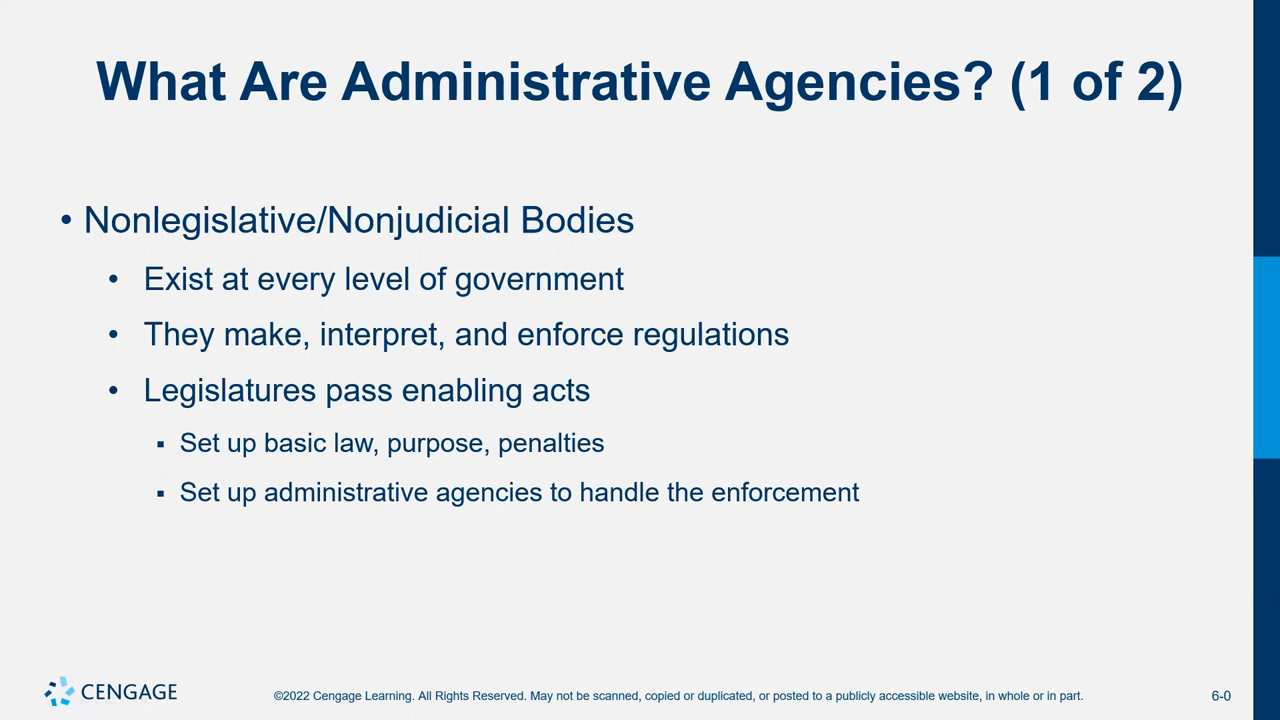 What Are Administrative Agencies? (1 of 2)
• Nonlegislative/Nonjudicial Bodies
• Exist at every level of government
• They make, interpret, and enforce regulations
• Legislatures pass enabling acts
▪ Set up basic law, purpose, penalties
▪ Set up administrative agencies to handle the enforcement
CENGAGE
©2022 Cengage Learning. All Rights Reserved. May not be scanned, copied or duplicated, or posted to a publicly accessible website, in whole or in part.
6-0